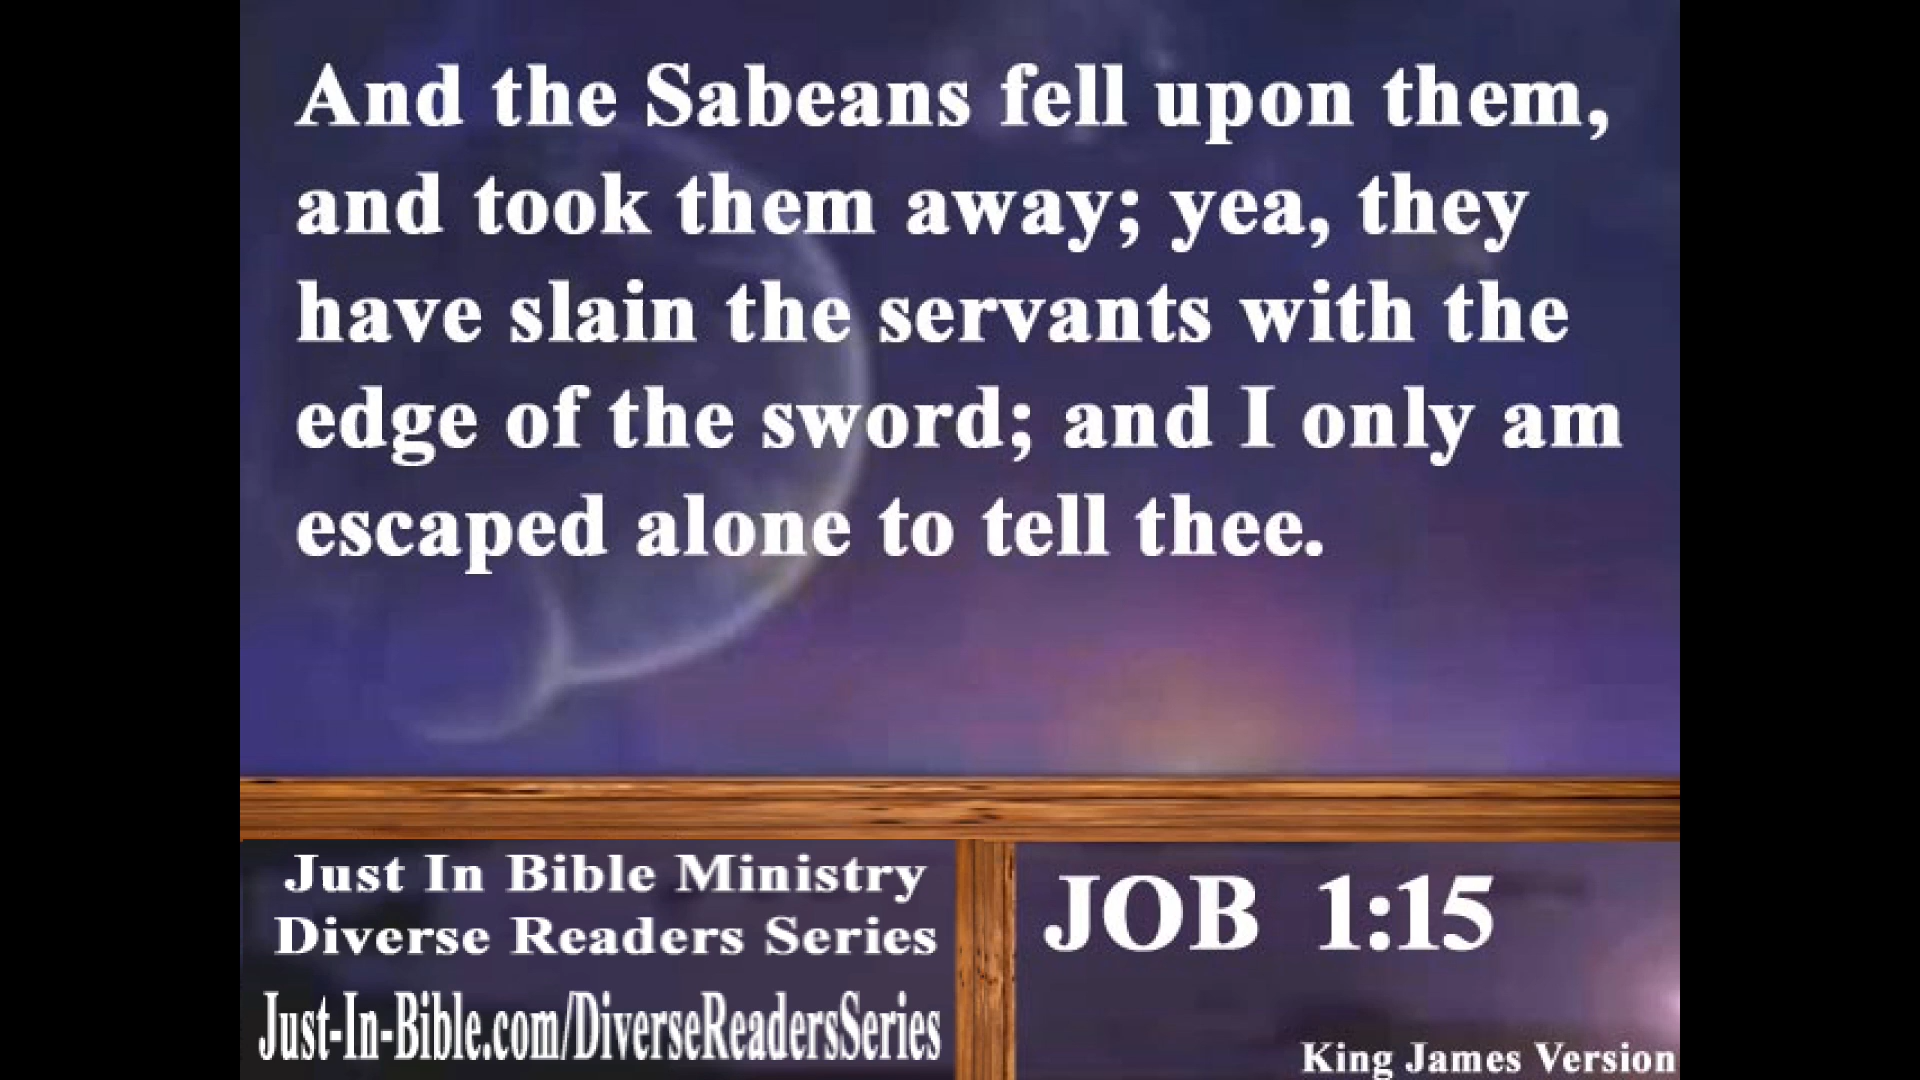 And the Sabeans fell upon them,
and took them away; yea, they
have slain the servants with the
edge of the sword; and I only am
escaped alone to tell thee.
Just In Bible Ministry
Diverse Readers Series
Just-In-Bible.com/DiverseReadersSeries
JOB 1:15
King James Version